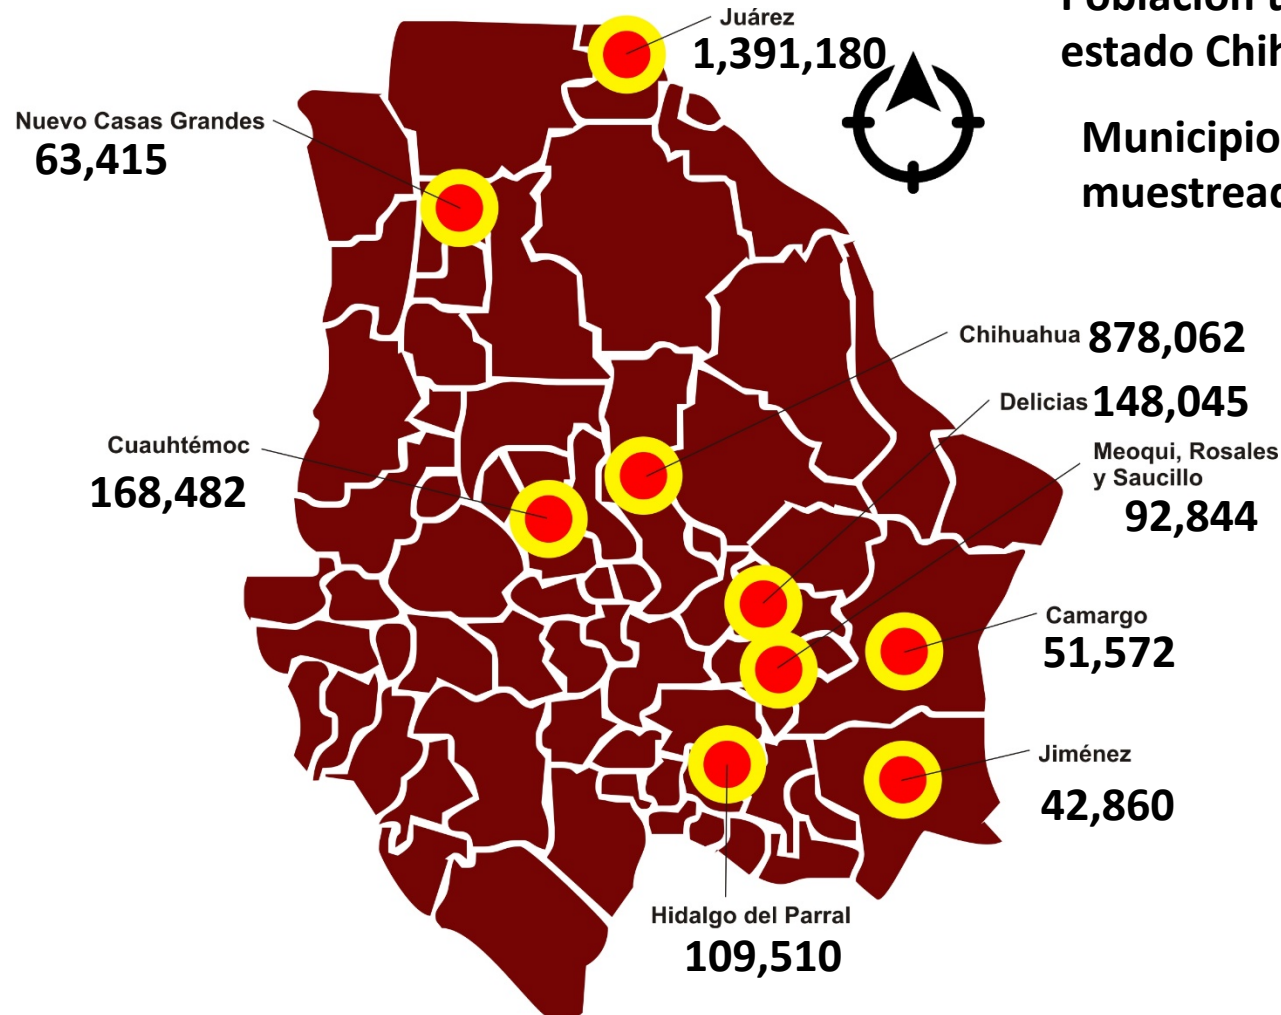 Juárez
1,391,180
Población
estado
Municipio
Nuevo Casas Grandes
63,415
Chihuahua 878,062
Delicias 148,045
Meoqui, Rosales
y Saucillo
92,844
Cuauhtémoc
168,482
Camargo
51,572
Jiménez
42,860
Hidalgo del Parral
109,510